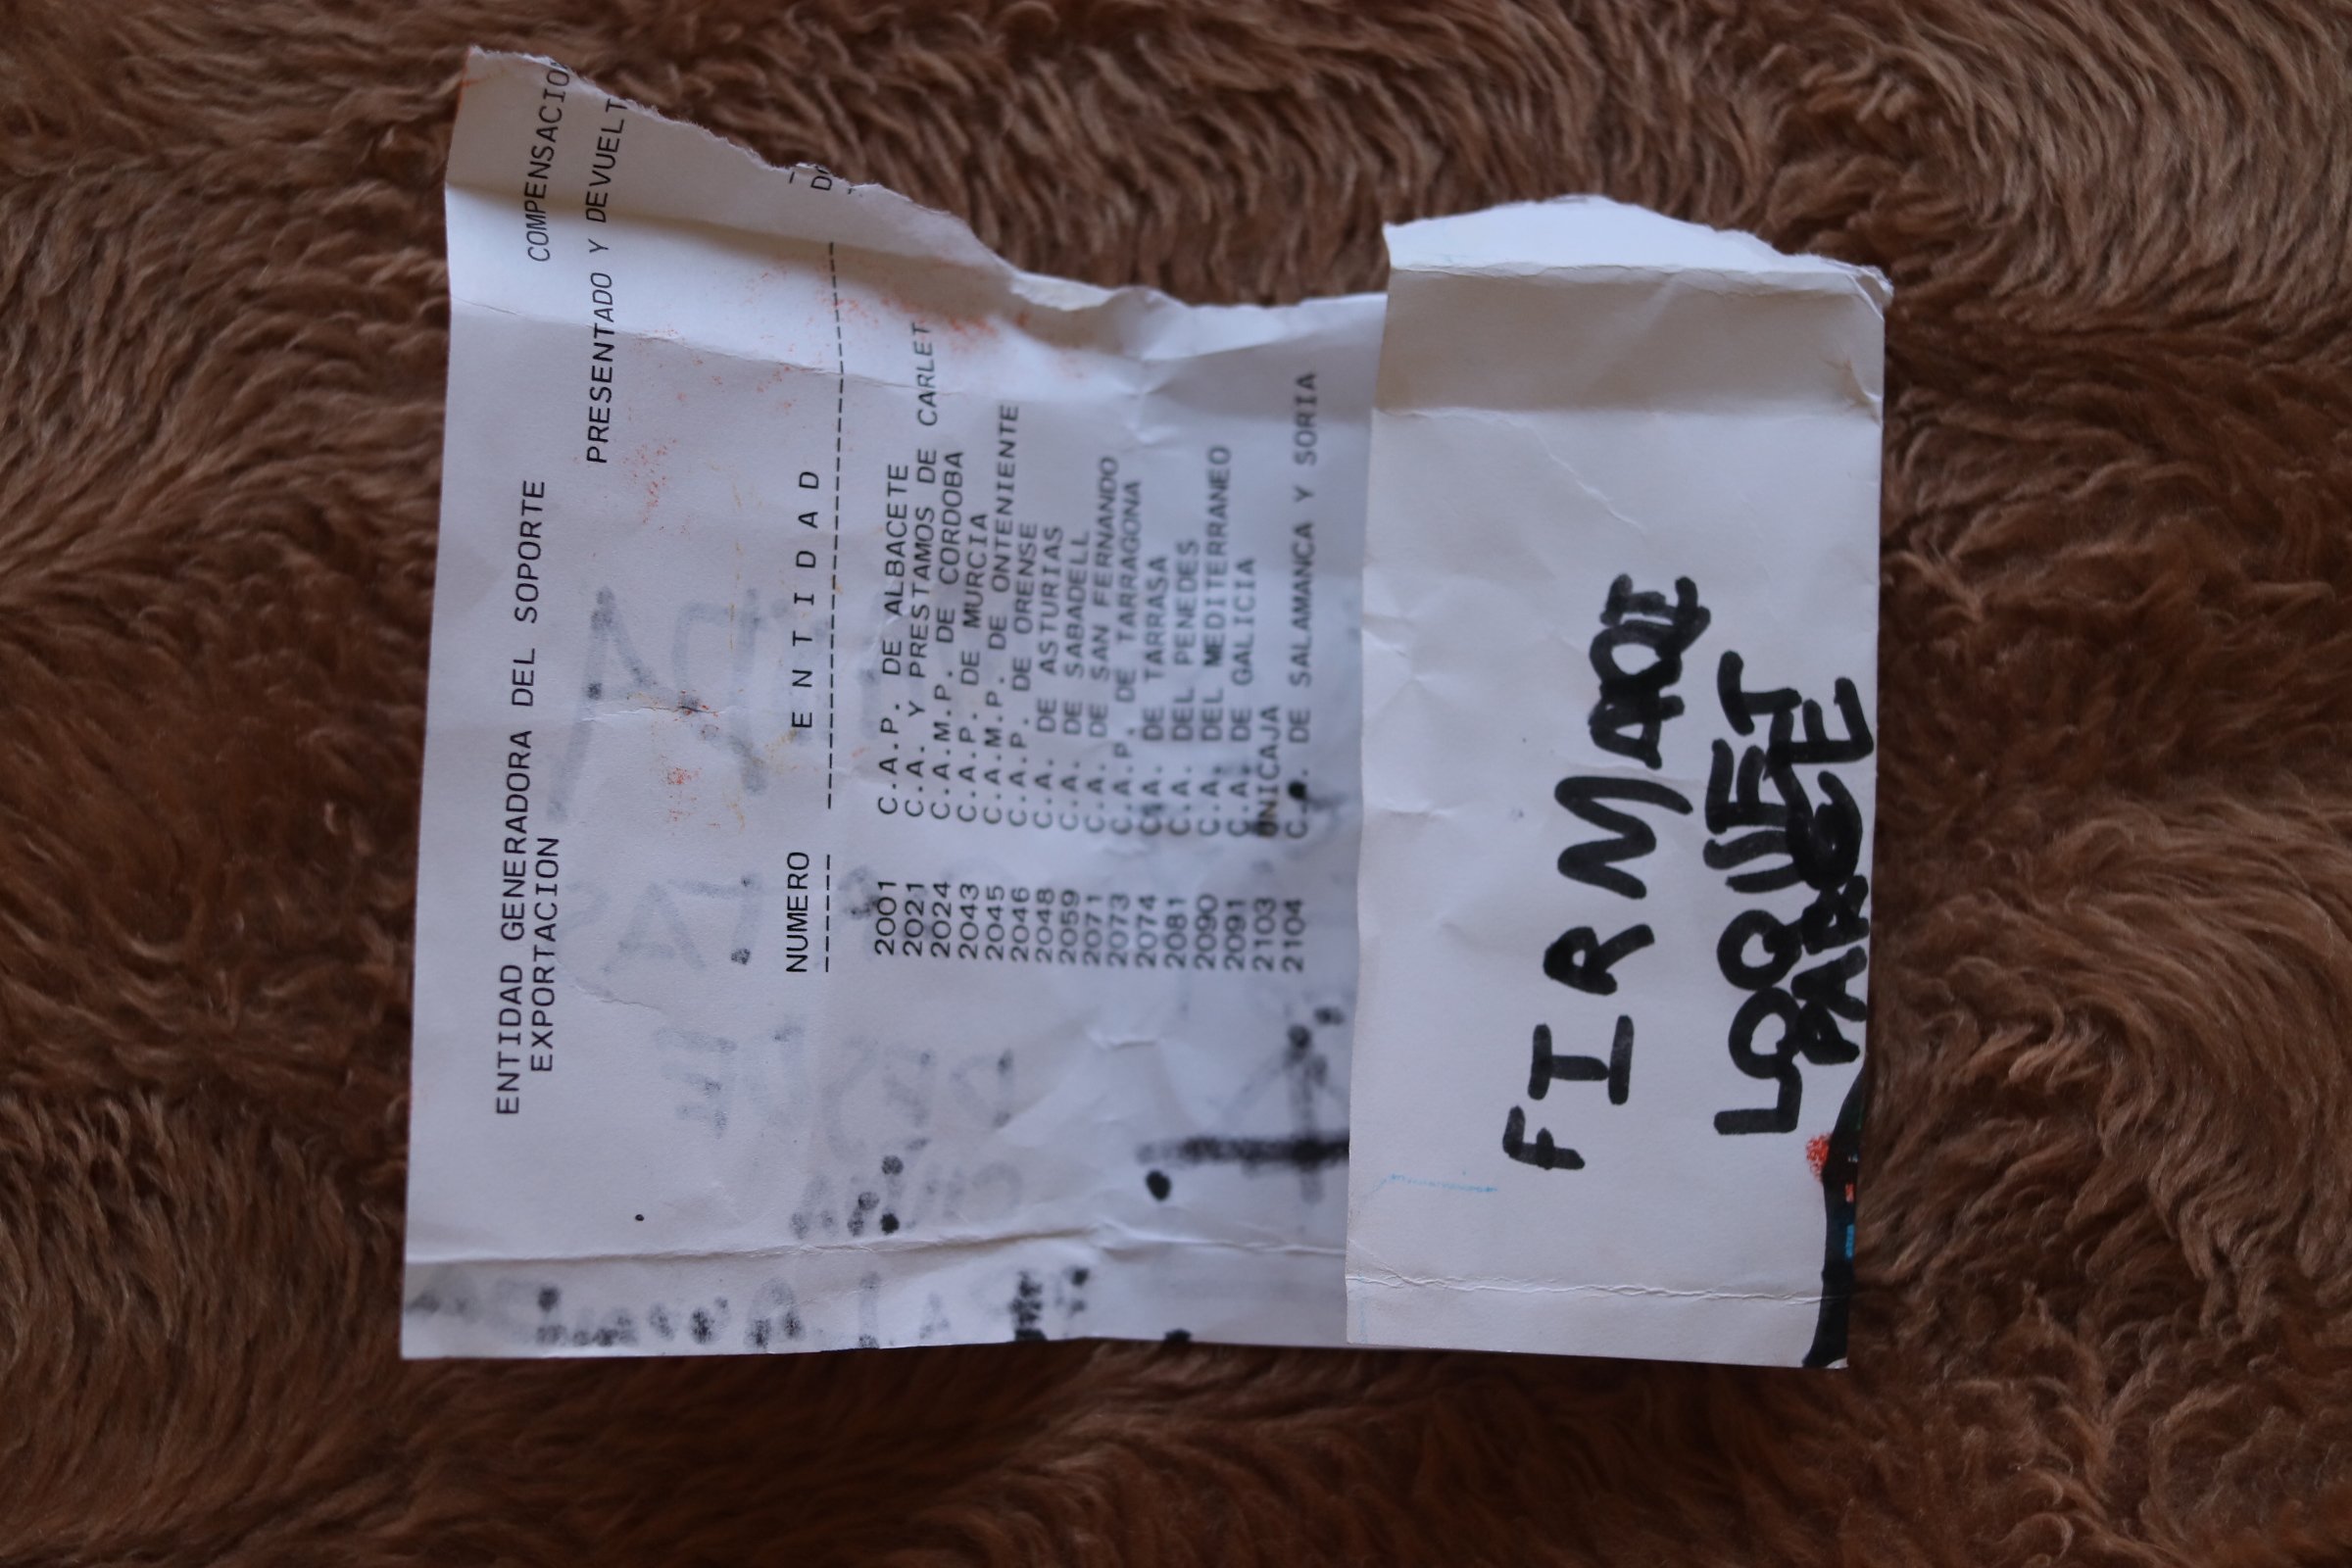 ENTIDAD GENERADORA DEL SOPORTE
EXPORTACION COMPENSACIO
PRESENTADO Y DEVUELT
NUMERO E N T I D A D
2001 C.A.P. DE ALBACETE
2021 C.A. Y PRESTAMOS DE CARLET
2024 C.A.M.P. DE CORDOBA
2043 C.A.P. DE MURCIA
2045 C.A.M.P. DE ONTENIENTE
2046 C.A.P. DE ORENSE
2048 C.A. DE ASTURIAS
2059 C.A. DE SABADELL
2071 C.A. DE SAN FERNANDO
2073 C.A.P. DE TARRAGONA
2074 C.A. DE TARRASA
2081 C.A. DEL PENEDES
2090 C.A. DEL MEDITERRANEO
2091 C.A. DE GALICIA
2103 UNICAJA
2104 C.A. DE SALAMANCA Y SORIA
FIRMA
LOQUE